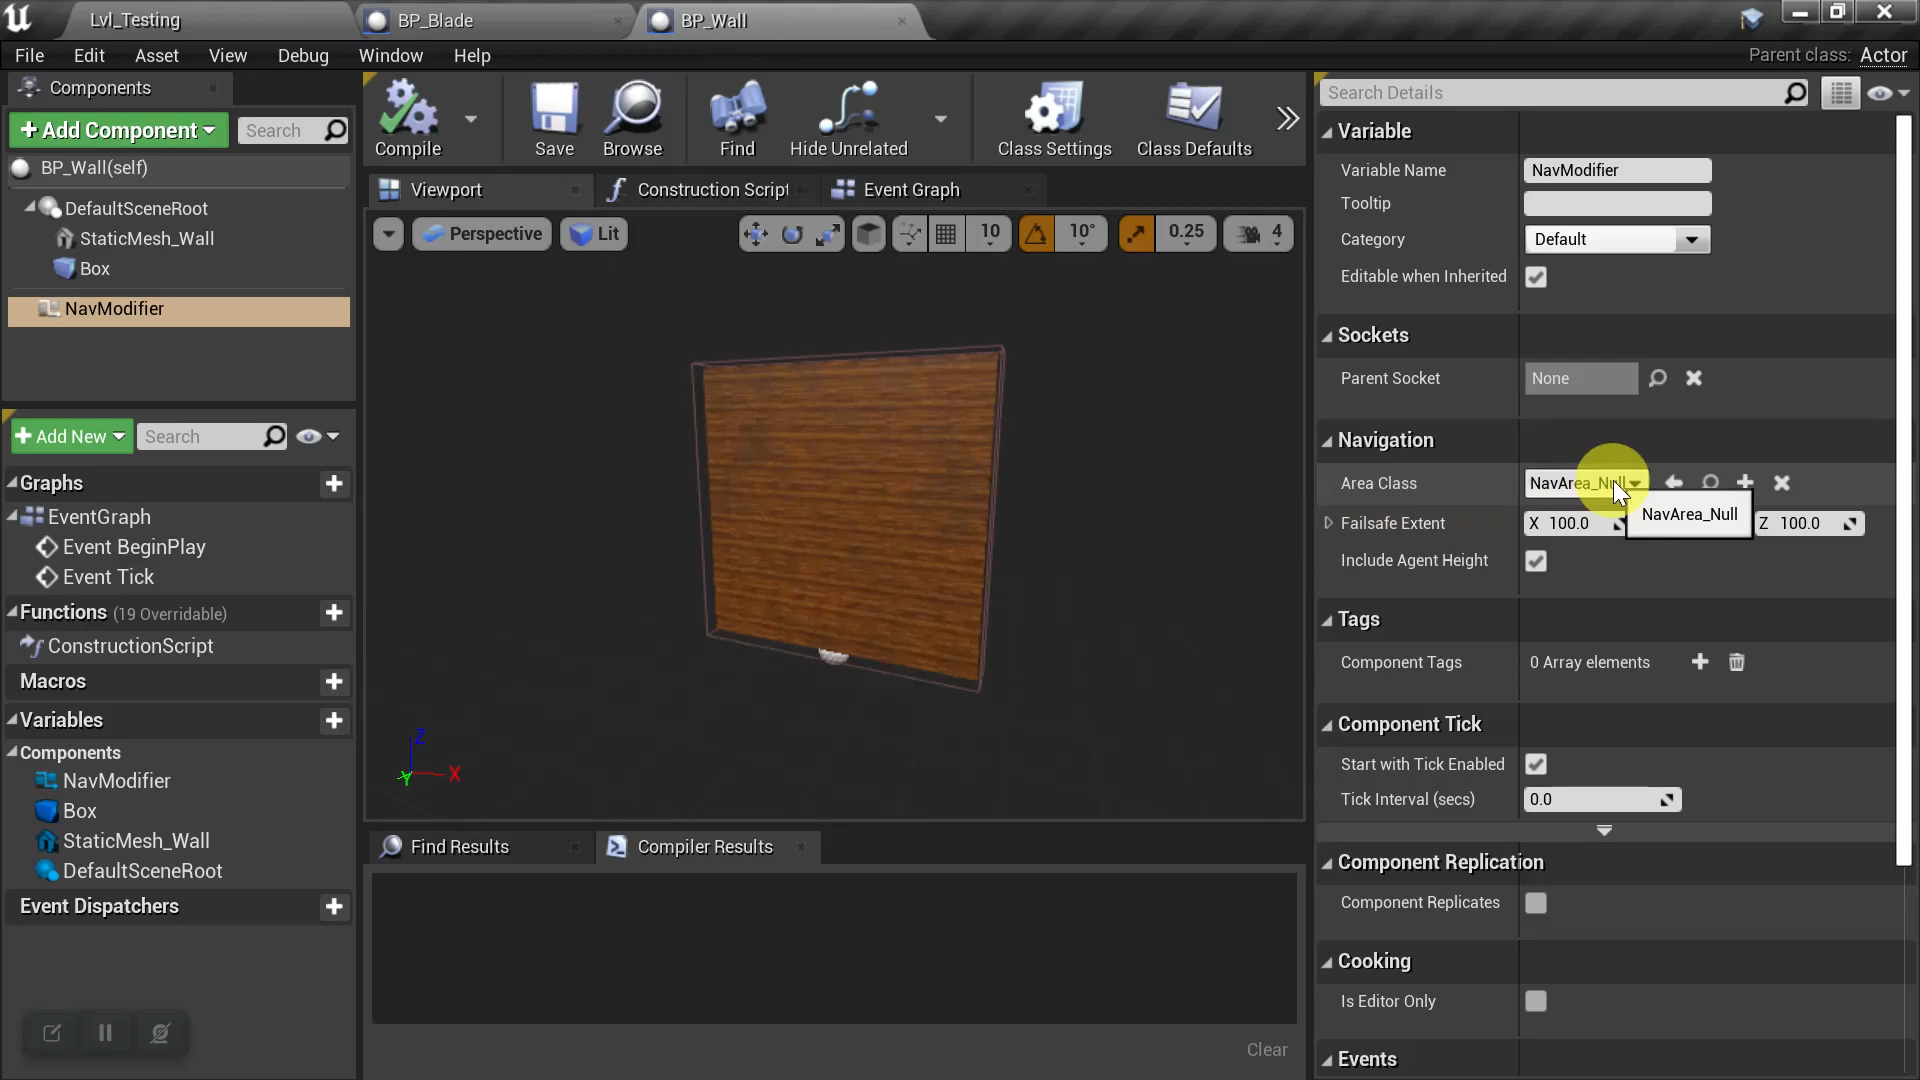 Lvl_Testing
BP_Blade
BP_Wall
File Edit Asset View Debug Window Help
Parent class: Actor
Components
Add Component
Search
BP_Wall(self)
DefaultSceneRoot
StaticMesh_Wall
Box
NavModifier
Add New
Search
Graphs
EventGraph
Event BeginPlay
Event Tick
Functions (19 Overridable)
ConstructionScript
Macros
Variables
Components
NavModifier
Box
StaticMesh_Wall
DefaultSceneRoot
Event Dispatchers
Compile Save Browse Find Hide Unrelated Class Settings Class Defaults
Viewport Construction Script Event Graph
Perspective Lit 10 10° 0.25 4
Z
X
Y
Find Results Compiler Results
Clear
Search Details
Variable
Variable Name NavModifier
Tooltip
Category Default
Editable when Inherited
Sockets
Parent Socket None
Navigation
Area Class NavArea_Null
NavArea_Null
Failsafe Extent X 100.0 Z 100.0
Include Agent Height
Tags
Component Tags 0 Array elements
Component Tick
Start with Tick Enabled
Tick Interval (secs) 0.0
Component Replication
Component Replicates
Cooking
Is Editor Only
Events